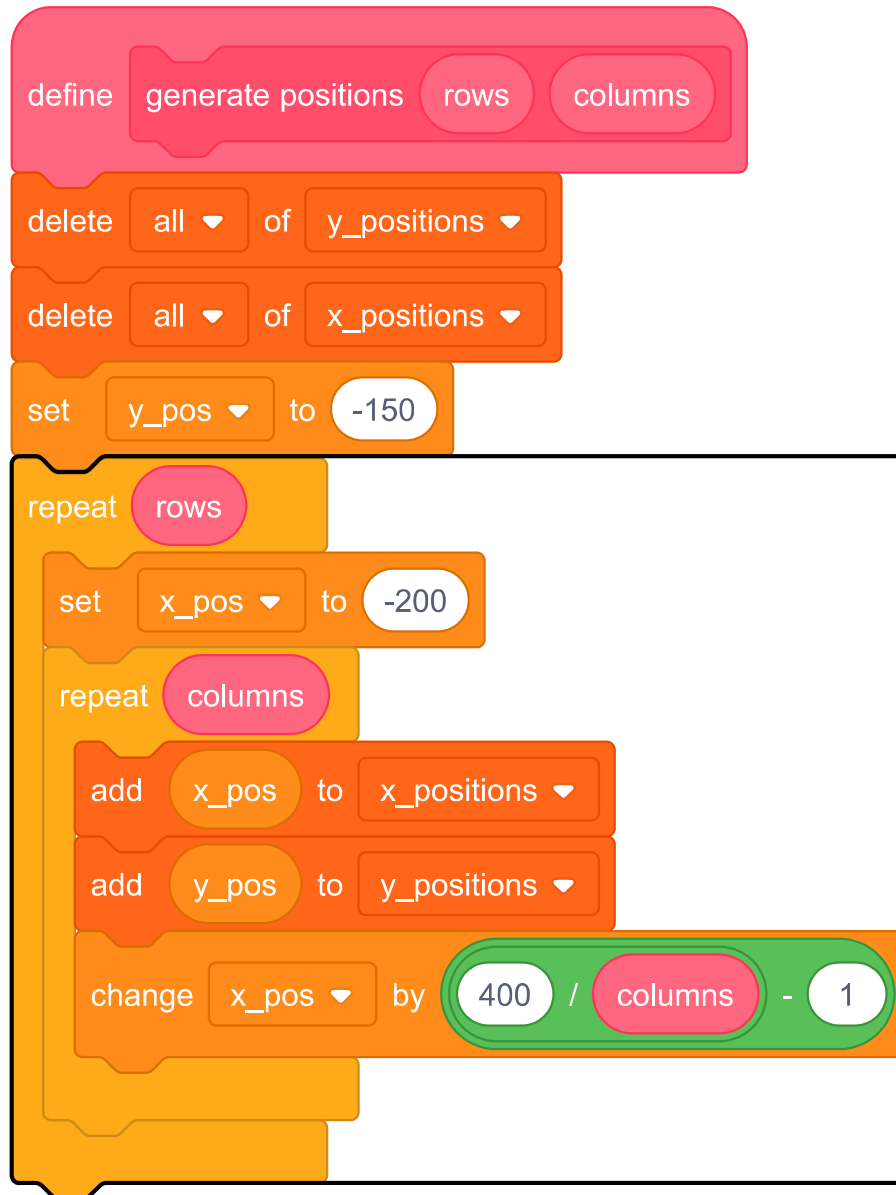 define generate positions rows columns
delete all of y_positions
delete all of x_positions
set y_pos to -150
repeat rows
set x_pos to -200
repeat columns
add x_pos to x_positions
add y_pos to y_positions
change x_pos by 400 / columns - 1